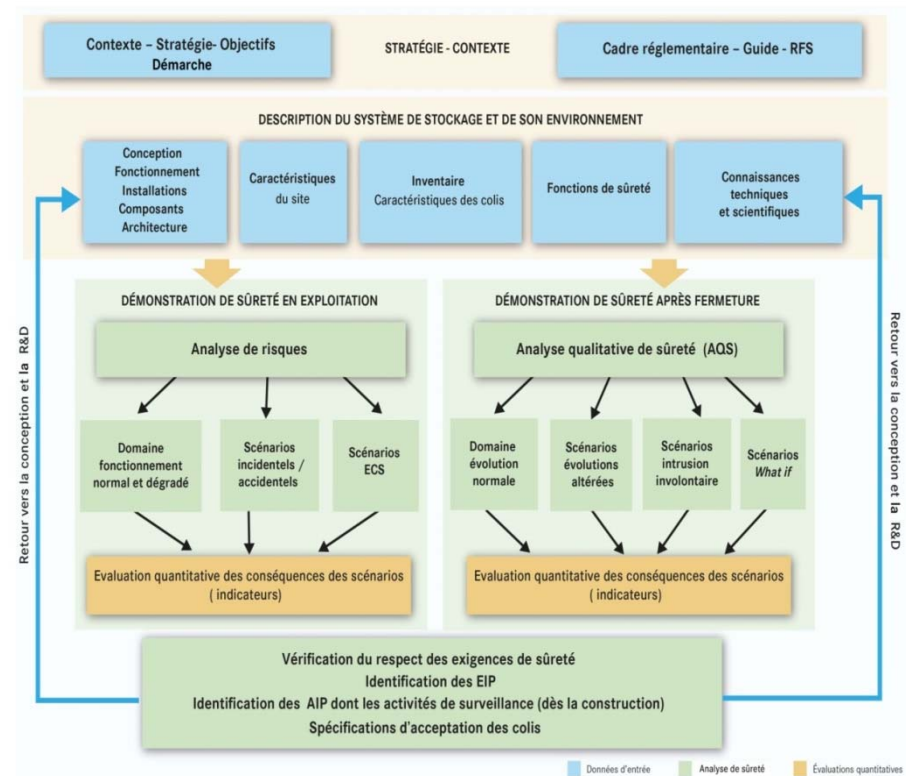 Contexte – Stratégie- Objectifs
Démarche
STRATÉGIE - CONTEXTE
Cadre réglementaire – Guide - RFS
DESCRIPTION DU SYSTÈME DE STOCKAGE ET DE SON ENVIRONNEMENT
Conception
Fonctionnement
Installations
Composants
Architecture
Caractéristiques
du site
Inventaire
Caractéristiques des colis
Fonctions de sûreté
Connaissances
techniques
et scientifiques
Retour vers la conception et la R&D
DÉMONSTRATION DE SÛRETÉ EN EXPLOITATION
Analyse de risques
Domaine
fonctionnement
normal et dégradé
Scénarios
incidentels /
accidentels
Scénarios
ECS
Evaluation quantitative des conséquences des scénarios
( indicateurs)
DÉMONSTRATION DE SÛRETÉ APRÈS FERMETURE
Analyse qualitative de sûreté (AQS)
Domaine
évolution
normale
Scénarios
évolutions
altérées
Scénarios
intrusion
involontaire
Scénarios
What if
Evaluation quantitative des conséquences des scénarios
( indicateurs)
Retour vers la conception et la R&D
Vérification du respect des exigences de sûreté
Identification des EIP
Identification des AIP dont les activités de surveillance (dès la construction)
Spécifications d'acceptation des colis
Données d'entrée
Analyse de sûreté
Évaluations quantitatives